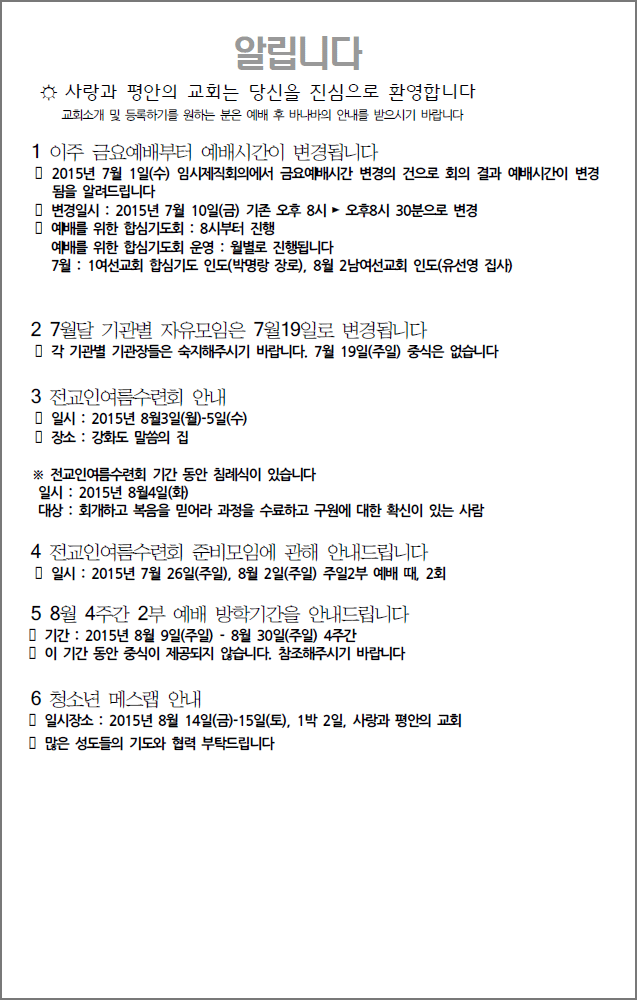 알립니다
☼ 사랑과 평안의 교회는 당신을 진심으로 환영합니다
교회소개 및 등록하기를 원하는 분은 예배 후 바나바의 안내를 받으시기 바랍니다
1 이주 금요예배부터 예배시간이 변경됩니다
▯ 2015년 7월 1일(수) 임시제직회의에서 금요예배시간 변경의 건으로 회의 결과 예배시간이 변경
됨을 알려드립니다
▯ 변경일시 : 2015년 7월 10일(금) 기존 오후 8시 ► 오후8시 30분으로 변경
▯ 예배를 위한 합심기도회 : 8시부터 진행
예배를 위한 합심기도회 운영 : 월별로 진행됩니다
7월 : 1여선교회 합심기도 인도(박명랑 장로), 8월 2남여선교회 인도(유선영 집사)
2 7월달 기관별 자유모임은 7월19일로 변경됩니다
▯ 각 기관별 기관장들은 숙지해주시기 바랍니다. 7월 19일(주일) 중식은 없습니다
3 전교인여름수련회 안내
▯ 일시 : 2015년 8월3일(월)-5일(수)
▯ 장소 : 강화도 말씀의 집
※ 전교인여름수련회 기간 동안 침례식이 있습니다
일시 : 2015년 8월4일(화)
대상 : 회개하고 복음을 믿어라 과정을 수료하고 구원에 대한 확신이 있는 사람
4 전교인여름수련회 준비모임에 관해 안내드립니다
▯ 일시 : 2015년 7월 26일(주일), 8월 2일(주일) 주일2부 예배 때, 2회
5 8월 4주간 2부 예배 방학기간을 안내드립니다
▯ 기간 : 2015년 8월 9일(주일) - 8월 30일(주일) 4주간
▯ 이 기간 동안 중식이 제공되지 않습니다. 참조해주시기 바랍니다
6 청소년 메스랩 안내
▯ 일시장소 : 2015년 8월 14일(금)-15일(토), 1박 2일, 사랑과 평안의 교회
▯ 많은 성도들의 기도와 협력 부탁드립니다